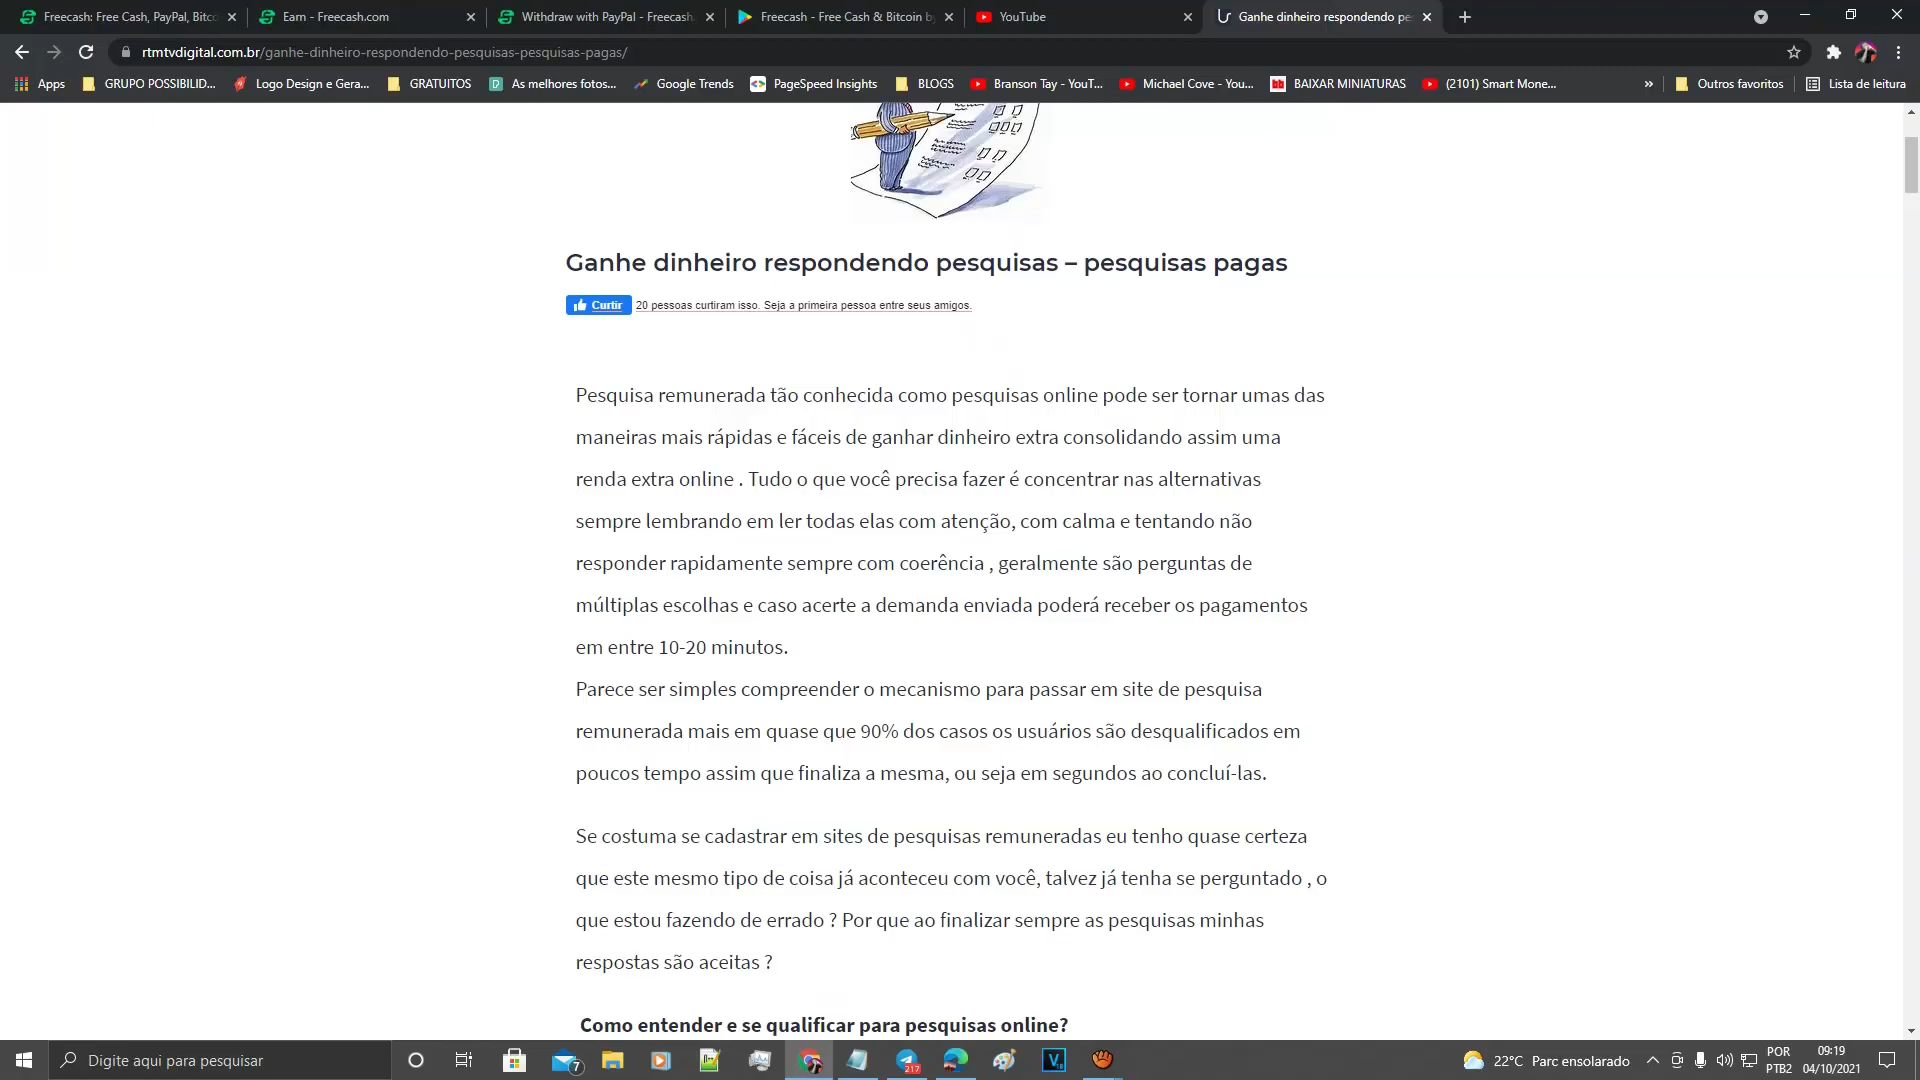 Freecash: Free Cash, PayPal, Bitco
Earn - Freecash.com
Withdraw with PayPal - Freecash.
Freecash - Free Cash & Bitcoin by
YouTube
Ganhe dinheiro respondendo pe
rtmtvdigital.com.br/ganhe-dinheiro-respondendo-pesquisas-pesquisas-pagas/
Apps
GRUPO POSSIBILID...
Logo Design e Gera...
GRATUITOS
As melhores fotos...
Google Trends
PageSpeed Insights
BLOGS
Branson Tay - YouT...
Michael Cove - You...
BAIXAR MINIATURAS
(2101) Smart Mone...
»
Outros favoritos
Lista de leitura
Ganhe dinheiro respondendo pesquisas – pesquisas pagas
Curtir
20 pessoas curtiram isso. Seja a primeira pessoa entre seus amigos.
Pesquisa remunerada tão conhecida como pesquisas online pode ser tornar umas das
maneiras mais rápidas e fáceis de ganhar dinheiro extra consolidando assim uma
renda extra online . Tudo o que você precisa fazer é concentrar nas alternativas
sempre lembrando em ler todas elas com atenção, com calma e tentando não
responder rapidamente sempre com coerência , geralmente são perguntas de
múltiplas escolhas e caso acerte a demanda enviada poderá receber os pagamentos
em entre 10-20 minutos.
Parece ser simples compreender o mecanismo para passar em site de pesquisa
remunerada mais em quase que 90% dos casos os usuários são desqualificados em
poucos tempo assim que finaliza a mesma, ou seja em segundos ao concluí-las.
Se costuma se cadastrar em sites de pesquisas remuneradas eu tenho quase certeza
que este mesmo tipo de coisa já aconteceu com você, talvez já tenha se perguntado , o
que estou fazendo de errado ? Por que ao finalizar sempre as pesquisas minhas
respostas são aceitas ?
Como entender e se qualificar para pesquisas online?
Digite aqui para pesquisar
7
217
22°C Parc ensolarado
POR
PTB2
09:19
04/10/2021